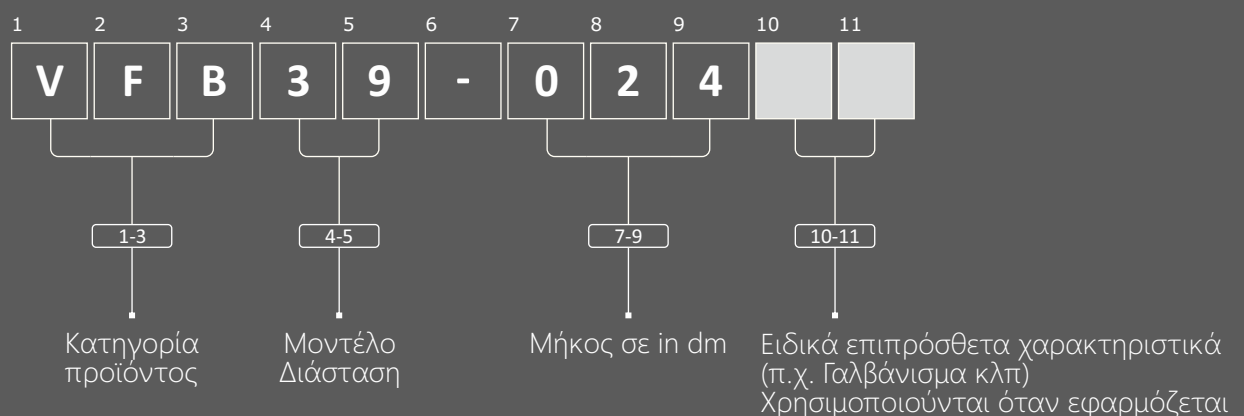 1 2 3 4 5 6 7 8 9 10 11
V F B 3 9 - 0 2 4
1-3 4-5 7-9 10-11
Κατηγορία
προϊόντος
Μοντέλο
Διάσταση
Μήκος σε in dm
Ειδικά επιπρόσθετα χαρακτηριστικά
(π.χ. Γαλβάνισμα κλπ)
Χρησιμοποιούνται όταν εφαρμόζεται